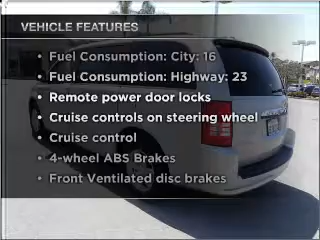 VEHICLE FEATURES
• Fuel Consumption: City: 16
• Fuel Consumption: Highway: 23
• Remote power door locks
• Cruise controls on steering wheel
• Cruise control
• 4-wheel ABS Brakes
• Front Ventilated disc brakes